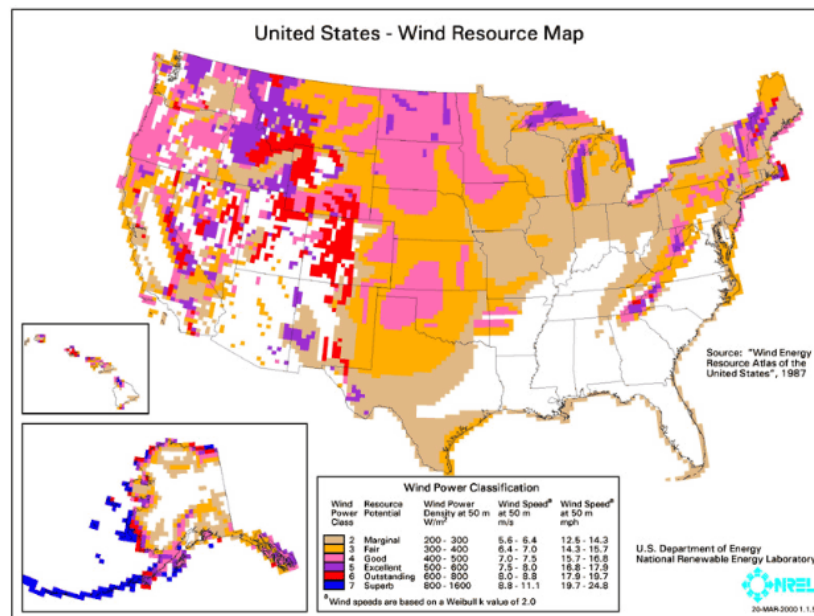 United States - Wind Resource Map
Source: "Wind Energy
Resource Atlas of the
United States", 1987
Wind Power Classification
Wind Power Class Resource Potential Wind Power Density at 50 m W/m² Wind Speedᵃ at 50 m m/s Wind Speedᵃ at 50 m mph
2 Marginal 200 - 300 5.6 - 6.4 12.5 - 14.3
3 Fair 300 - 400 6.4 - 7.0 14.3 - 15.7
4 Good 400 - 500 7.0 - 7.5 15.7 - 16.8
5 Excellent 500 - 600 7.5 - 8.0 16.8 - 17.9
6 Outstanding 600 - 800 8.0 - 8.8 17.9 - 19.7
7 Superb 800 - 1600 8.8 - 11.1 19.7 - 24.8
ᵃ Wind speeds are based on a Weibull k value of 2.0
U.S. Department of Energy
National Renewable Energy Laboratory
NREL
20-MAR-2000 1.1.1